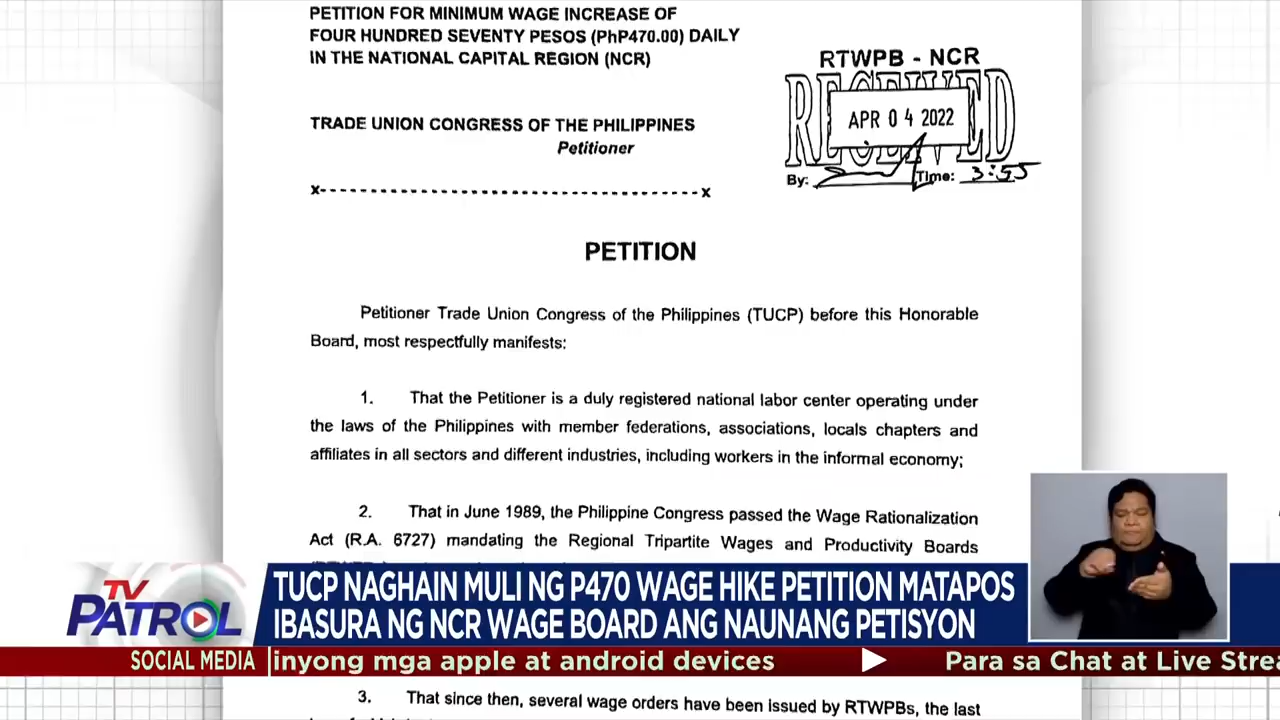 PETITION FOR MINIMUM WAGE INCREASE OF
FOUR HUNDRED SEVENTY PESOS (PhP470.00) DAILY
IN THE NATIONAL CAPITAL REGION (NCR)
RTWPB - NCR
RECEIVED
APR 04 2022
By: Time: 3:55
TRADE UNION CONGRESS OF THE PHILIPPINES
Petitioner
x-------------------------------------x
PETITION
Petitioner Trade Union Congress of the Philippines (TUCP) before this Honorable
Board, most respectfully manifests:
1. That the Petitioner is a duly registered national labor center operating under
the laws of the Philippines with member federations, associations, locals chapters and
affiliates in all sectors and different industries, including workers in the informal economy;
2. That in June 1989, the Philippine Congress passed the Wage Rationalization
Act (R.A. 6727) mandating the Regional Tripartite Wages and Productivity Boards
TV PATROL
TUCP NAGHAIN MULI NG P470 WAGE HIKE PETITION MATAPOS
IBASURA NG NCR WAGE BOARD ANG NAUNANG PETISYON
SOCIAL MEDIA inyong mga apple at android devices Para sa Chat at Live Strea
3. That since then, several wage orders have been issued by RTWPBs, the last